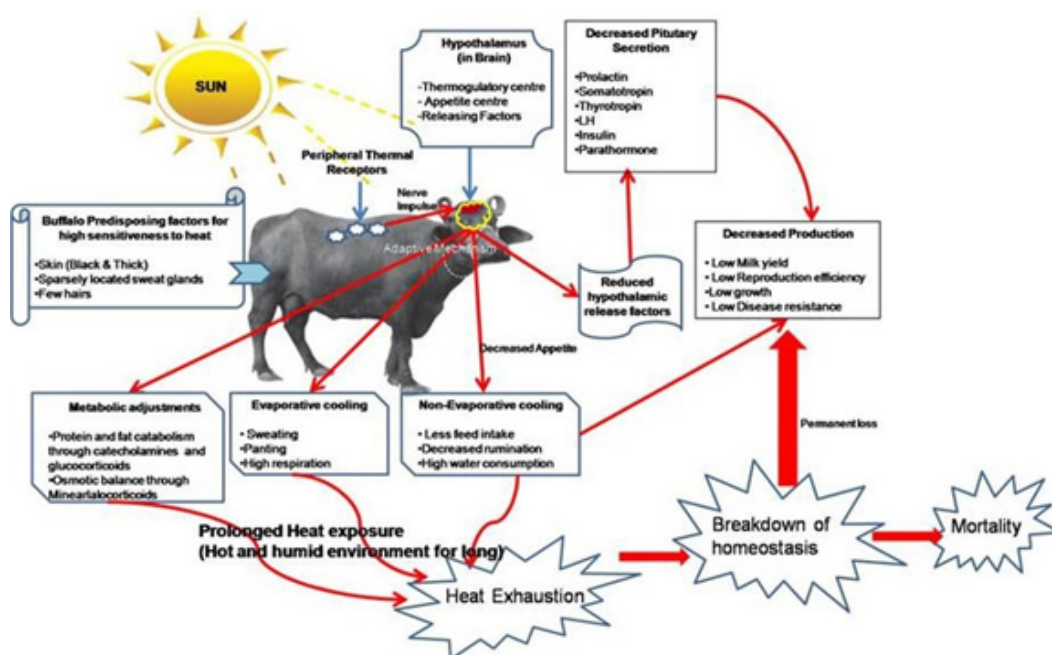 SUN
Hypothalamus
(in Brain)
-Thermogulatory centre
- Appetite centre
-Releasing Factors
Decreased Pitutary
Secretion
•Prolactin
•Somatotropin
•Thyrotropin
•LH
•Insulin
•Parathormone
Peripheral Thermal
Receptors
Nerve
Impulse
Buffalo Predisposing factors for
high sensitiveness to heat
•Skin (Black & Thick)
•Sparsely located sweat glands
•Few hairs
Adaptive Mechanism
Reduced
hypothalamic
release factors
Decreased Production
• Low Milk yield
• Low Reproduction efficiency
•Low growth
• Low Disease resistance
Decreased Appetite
Metabolic adjustments
•Protein and fat catabolism
through catecholamines and
glucocorticoids
•Osmotic balance through
Minearlalocorticoids
Evaporative cooling
• Sweating
•Panting
•High respiration
Non-Evaporative cooling
• Less feed intake
•Decreased rumination
•High water consumption
Permanent loss
Prolonged Heat exposure
(Hot and humid environment for long)
Heat Exhaustion
Breakdown of
homeostasis
Mortality